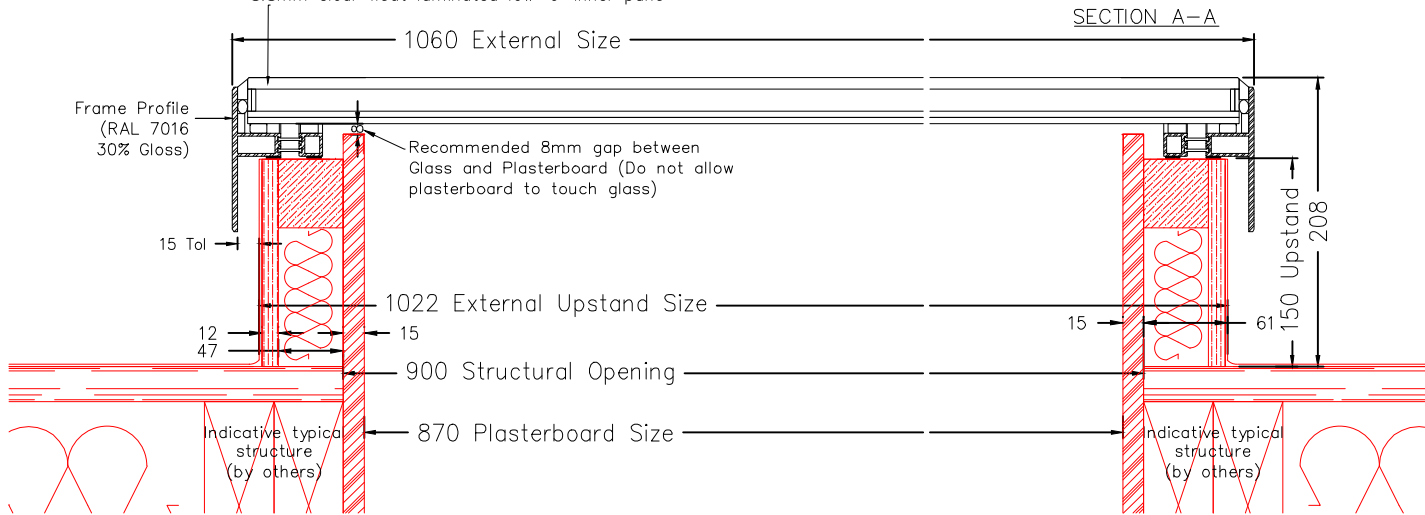 SECTION A-A
1060 External Size
Frame Profile
(RAL 7016
30% Gloss)
8
Recommended 8mm gap between
Glass and Plasterboard (Do not allow
plasterboard to touch glass)
15 Tol
150 Upstand
208
1022 External Upstand Size
12
15
15
61
47
900 Structural Opening
870 Plasterboard Size
Indicative typical
structure
(by others)
Indicative typical
structure
(by others)